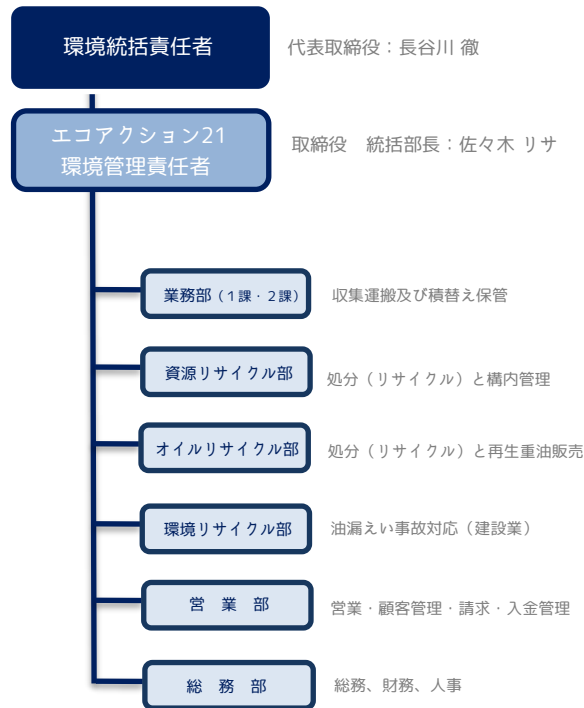 環境統括責任者
代表取締役：長谷川 徹
エコアクション21
環境管理責任者
取締役　統括部長：佐々木 リサ
業務部（１課・２課）
収集運搬及び積替え保管
資源リサイクル部
処分（リサイクル）と構内管理
オイルリサイクル部
処分（リサイクル）と再生重油販売
環境リサイクル部
油漏えい事故対応（建設業）
営　業　部
営業・顧客管理・請求・入金管理
総　務　部
総務、財務、人事